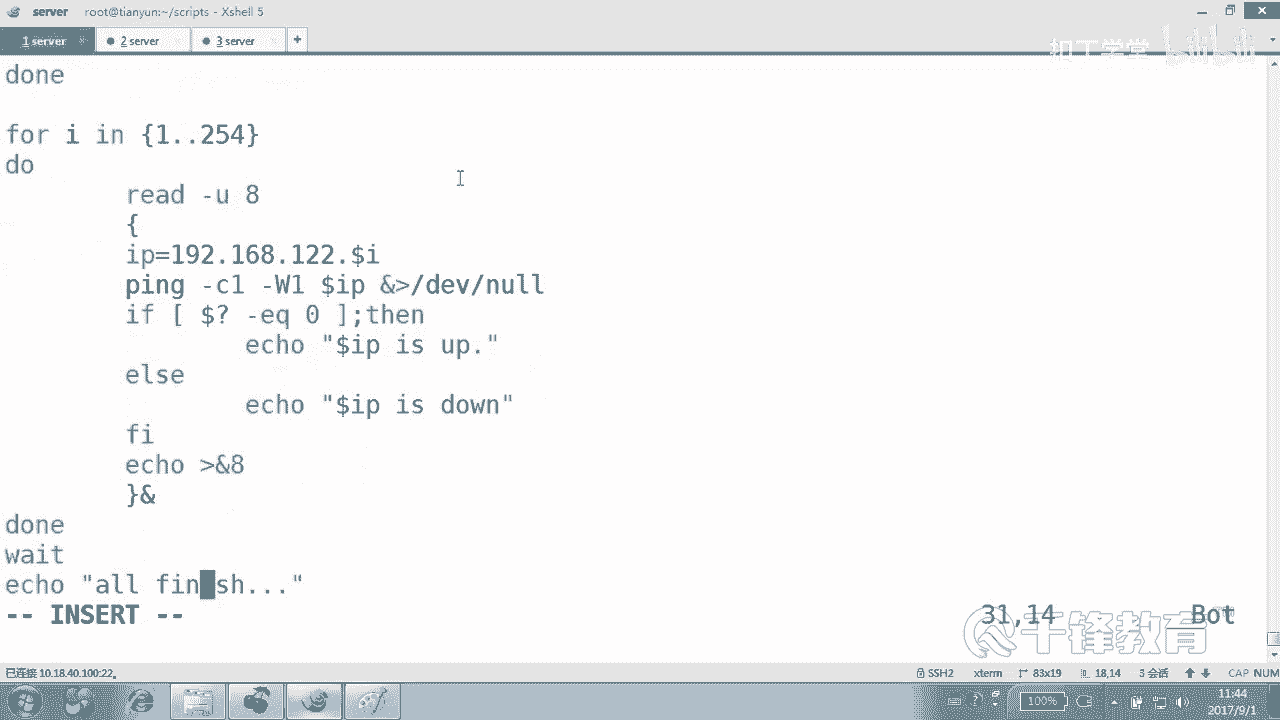 server root@tianyun:~/scripts - Xshell 5
1 server 2 server 3 server +
扣丁学堂 bilibili
done
for i in {1..254}
do
read -u 8
{
ip=192.168.122.$i
ping -c1 -W1 $ip &>/dev/null
if [ $? -eq 0 ];then
echo "$ip is up."
else
echo "$ip is down"
fi
echo >&8
}&
done
wait
echo "all finish..."
-- INSERT -- 31,14 Bot
千锋教育
已连接 10.18.40.100:22。 SSH2 xterm 83x19 18,14 3 会话 CAP NUM
100% 11:44
2017/9/1